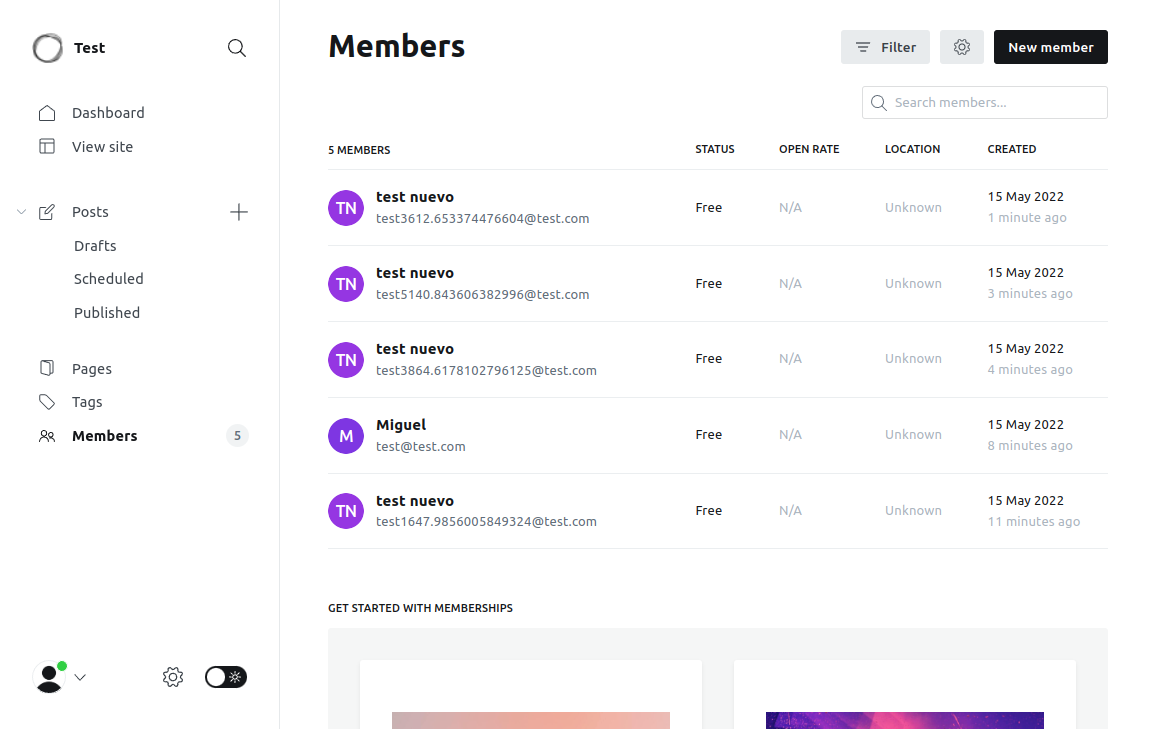 Test
Dashboard
View site
Posts
Drafts
Scheduled
Published
Pages
Tags
Members
5
Members
Filter
New member
Search members...
5 MEMBERS STATUS OPEN RATE LOCATION CREATED
TN test nuevo Free N/A Unknown 15 May 2022
test3612.653374476604@test.com 1 minute ago
TN test nuevo Free N/A Unknown 15 May 2022
test5140.843606382996@test.com 3 minutes ago
TN test nuevo Free N/A Unknown 15 May 2022
test3864.6178102796125@test.com 4 minutes ago
M Miguel Free N/A Unknown 15 May 2022
test@test.com 8 minutes ago
TN test nuevo Free N/A Unknown 15 May 2022
test1647.9856005849324@test.com 11 minutes ago
GET STARTED WITH MEMBERSHIPS